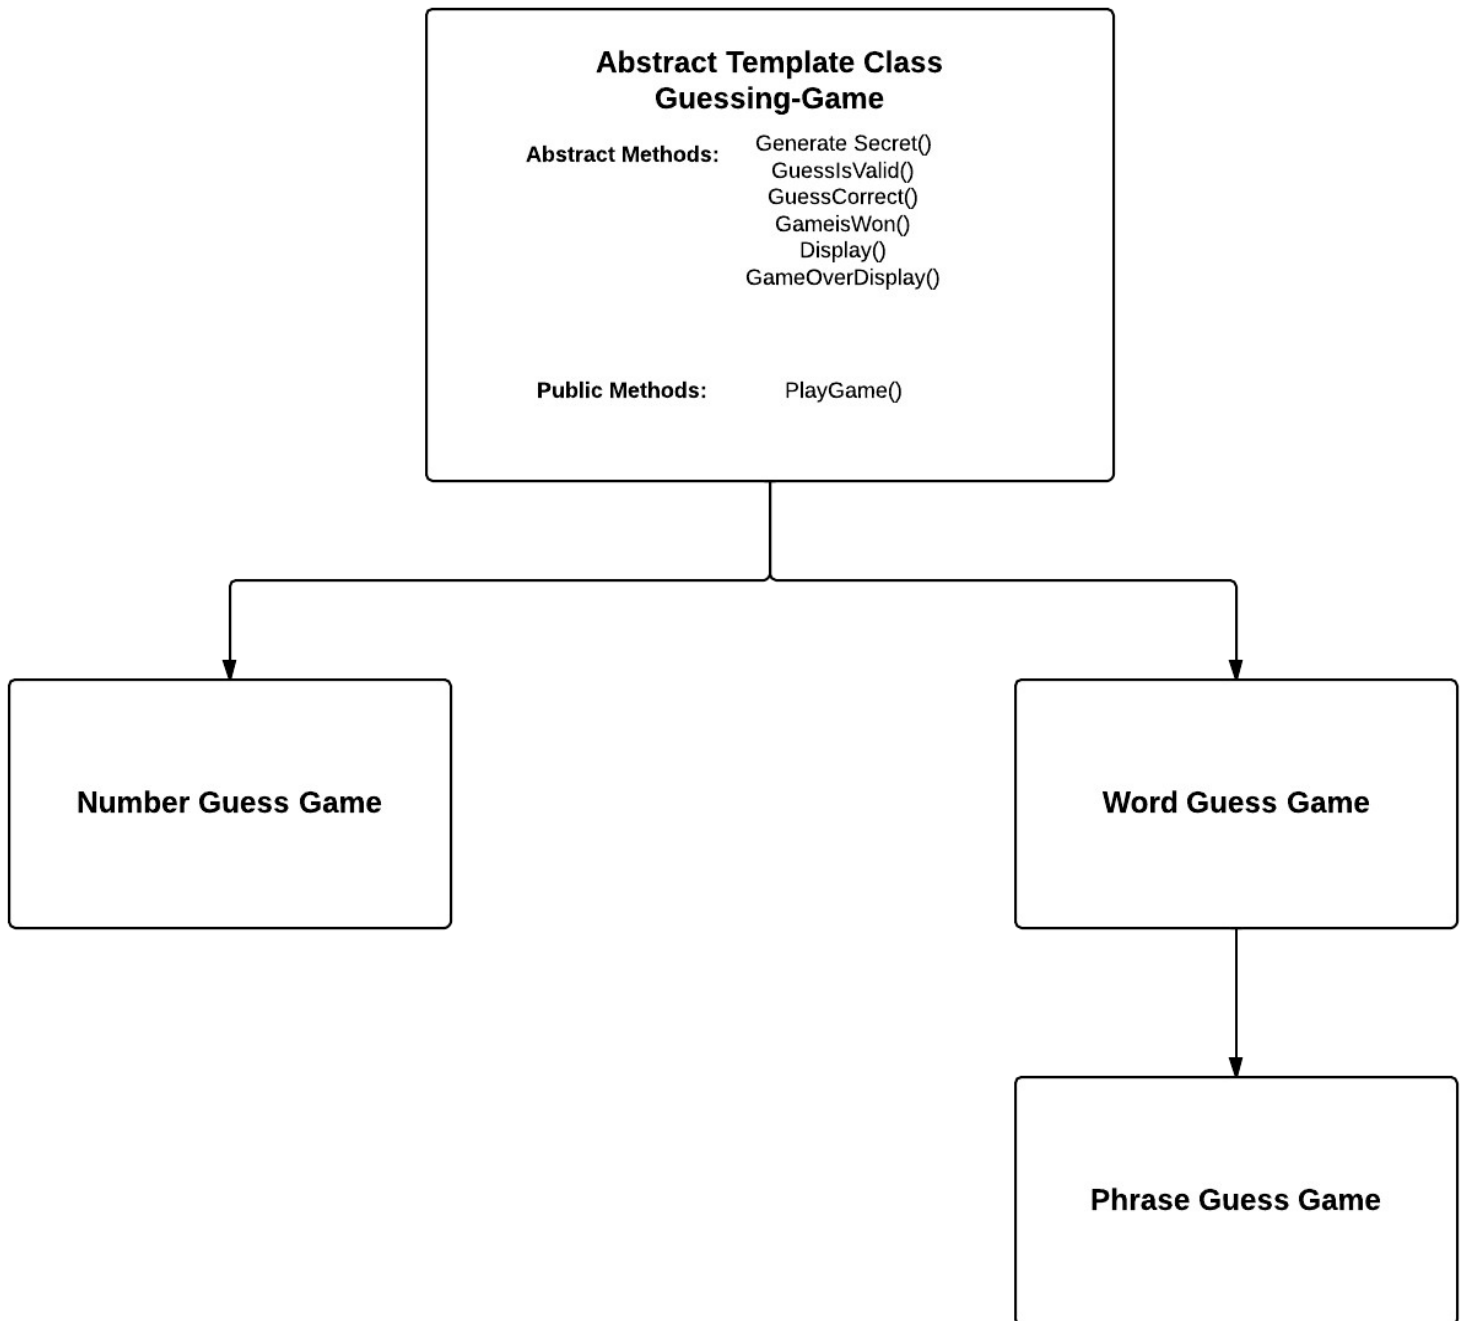 Abstract Template Class
Guessing-Game
Abstract Methods:
Generate Secret()
GuessIsValid()
GuessCorrect()
GameisWon()
Display()
GameOverDisplay()
Public Methods:
PlayGame()
Number Guess Game
Word Guess Game
Phrase Guess Game